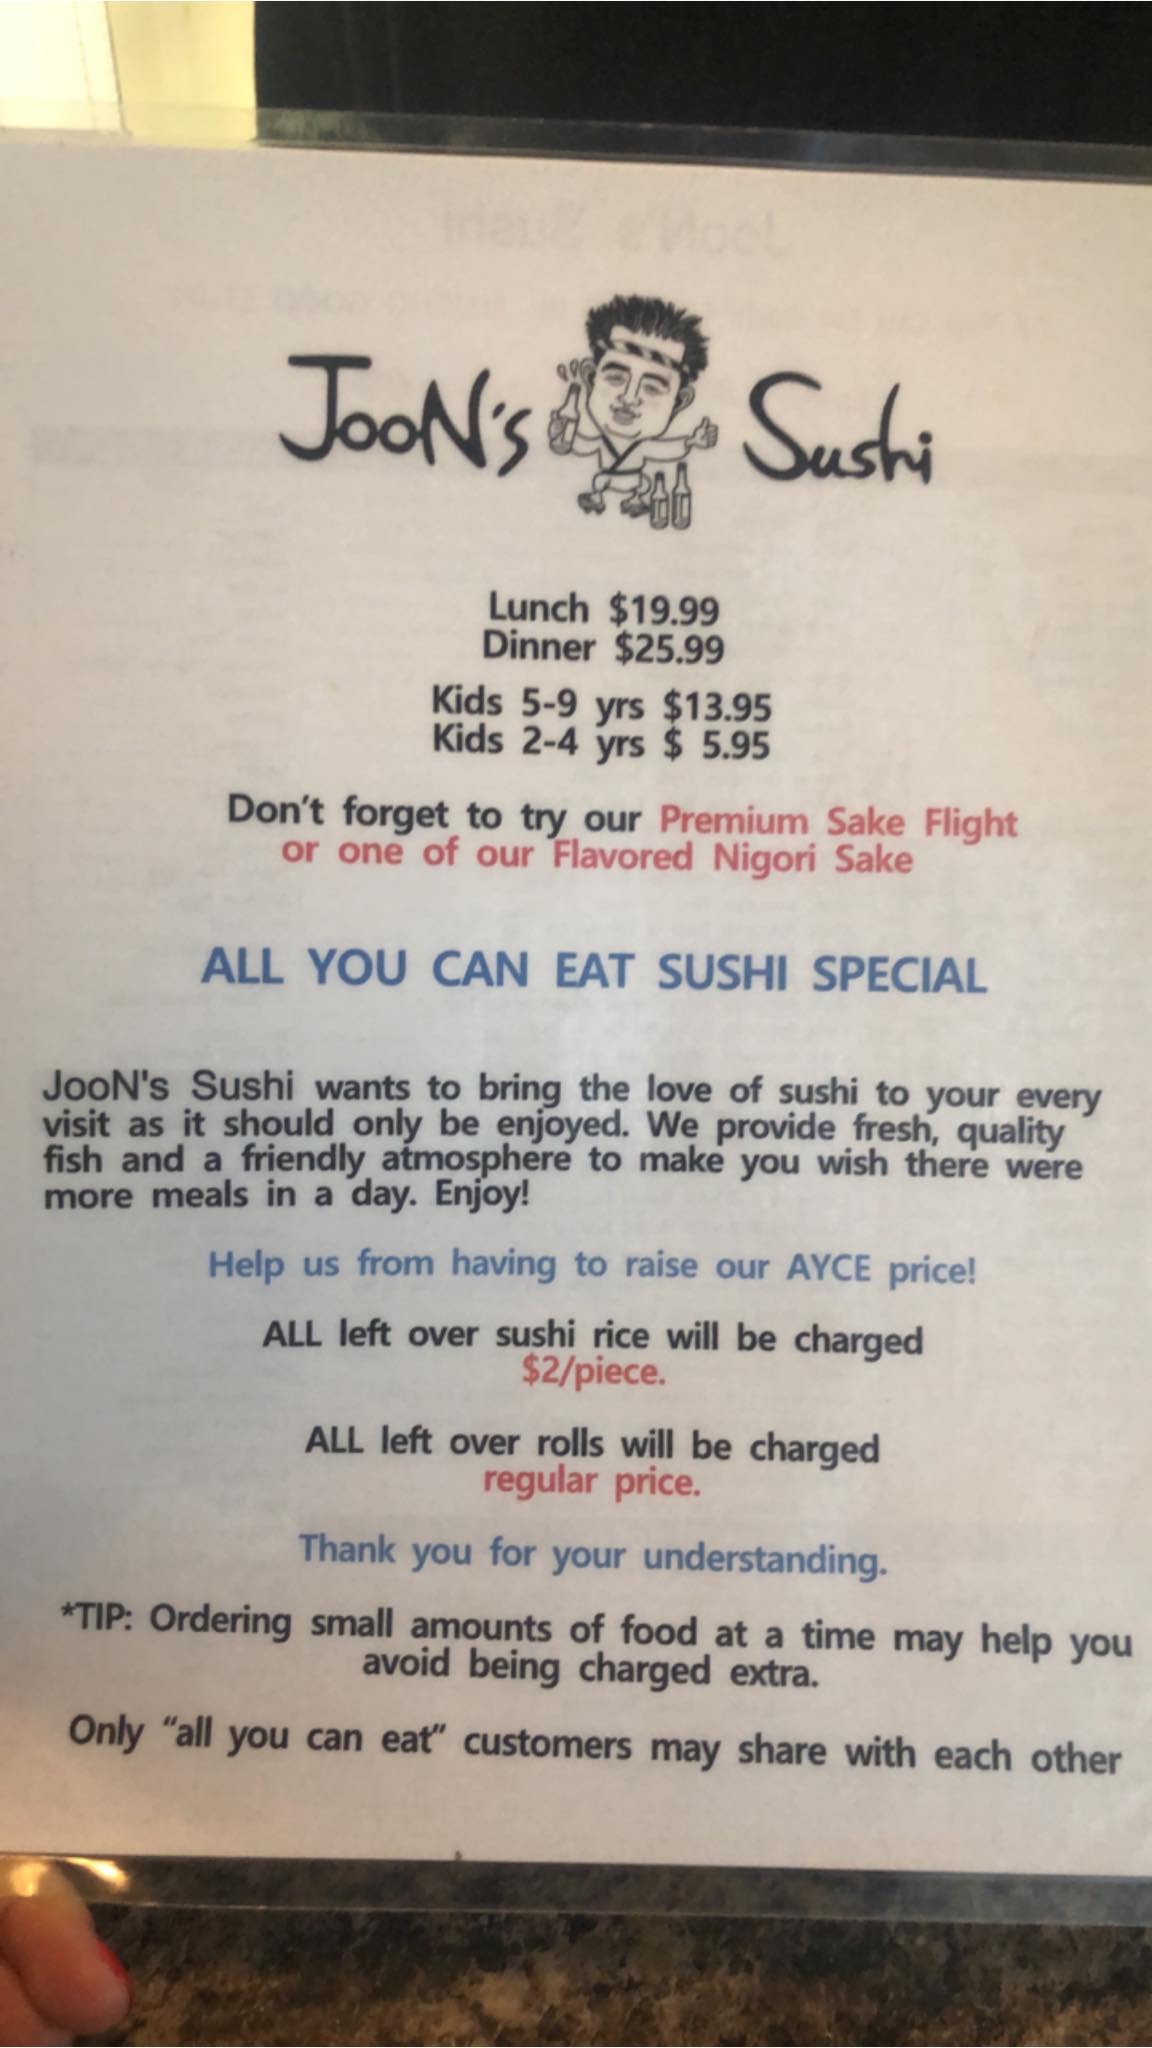 JooN's Sushi
Lunch $19.99
Dinner $25.99
Kids 5-9 yrs $13.95
Kids 2-4 yrs $ 5.95
Don't forget to try our Premium Sake Flight
or one of our Flavored Nigori Sake
ALL YOU CAN EAT SUSHI SPECIAL
JooN's Sushi wants to bring the love of sushi to your every
visit as it should only be enjoyed. We provide fresh, quality
fish and a friendly atmosphere to make you wish there were
more meals in a day. Enjoy!
Help us from having to raise our AYCE price!
ALL left over sushi rice will be charged
$2/piece.
ALL left over rolls will be charged
regular price.
Thank you for your understanding.
*TIP: Ordering small amounts of food at a time may help you
avoid being charged extra.
Only “all you can eat” customers may share with each other